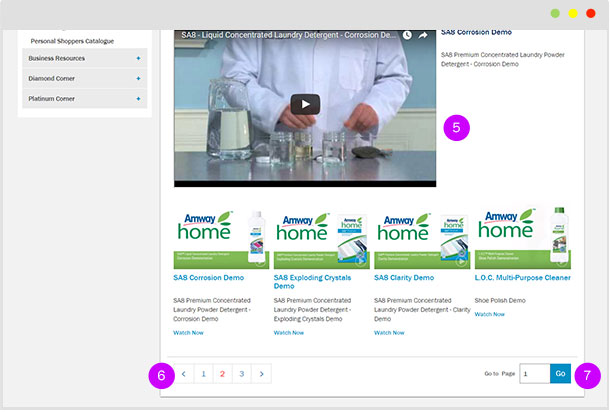 Personal Shoppers Catalogue
Business Resources +
Diamond Corner +
Platinum Corner +
SA8 - Liquid Concentrated Laundry Detergent - Corrosion De...
SA8 Corrosion Demo
SA8 Premium Concentrated Laundry Powder
Detergent - Corrosion Demo
5
Amway
home
Amway
home
Amway
home
Amway
home
SA8 Corrosion Demo
SA8 Premium Concentrated
Laundry Powder Detergent -
Corrosion Demo
Watch Now
SA8 Exploding Crystals
Demo
SA8 Premium Concentrated
Laundry Powder Detergent -
Exploding Crystals Demo
Watch Now
SA8 Clarity Demo
SA8 Premium Concentrated
Laundry Powder Detergent - Clarity
Demo
Watch Now
L.O.C. Multi-Purpose Cleaner
Shoe Polish Demo
Watch Now
6
< 1 2 3 >
Go to Page 1 Go
7